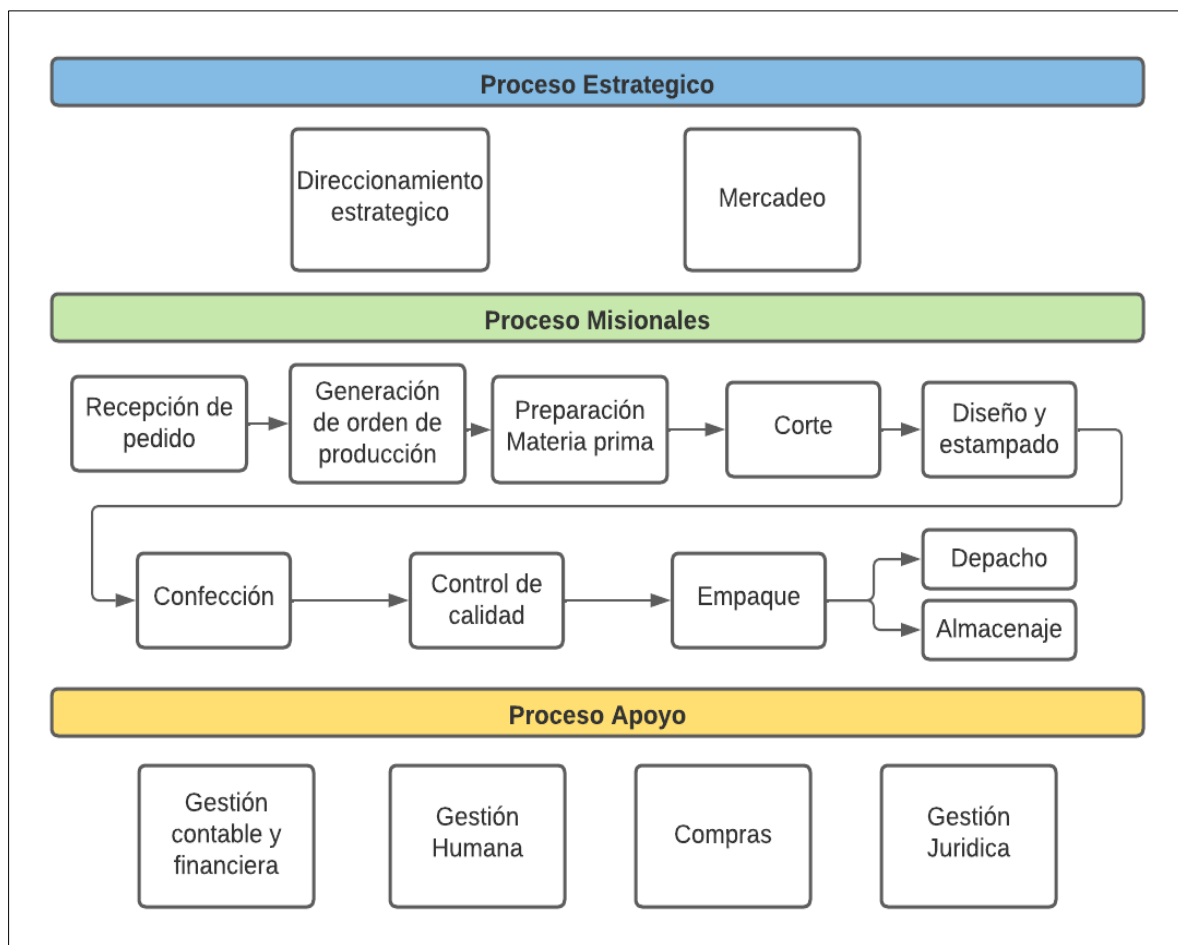 Proceso Estrategico
Direccionamiento
estrategico
Mercadeo
Proceso Misionales
Recepción de
pedido
Generación
de orden de
producción
Preparación
Materia prima
Corte
Diseño y
estampado
Confección
Control de
calidad
Empaque
Depacho
Almacenaje
Proceso Apoyo
Gestión
contable y
financiera
Gestión
Humana
Compras
Gestión
Juridica